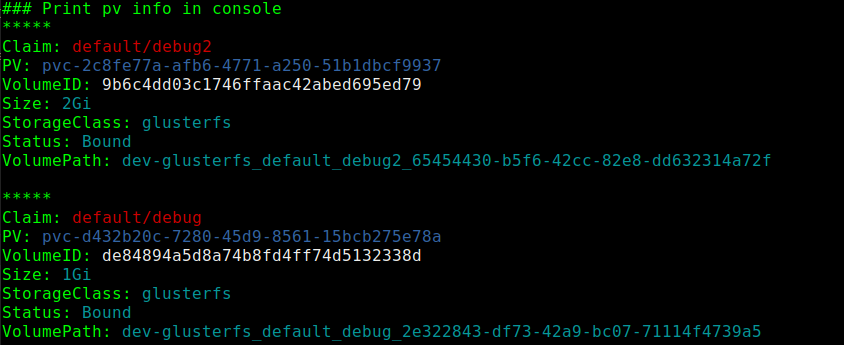 ### Print pv info in console
*****
Claim: default/debug2
PV: pvc-2c8fe77a-afb6-4771-a250-51b1dbcf9937
VolumeID: 9b6c4dd03c1746ffaac42abed695ed79
Size: 2Gi
StorageClass: glusterfs
Status: Bound
VolumePath: dev-glusterfs_default_debug2_65454430-b5f6-42cc-82e8-dd632314a72f
*****
Claim: default/debug
PV: pvc-d432b20c-7280-45d9-8561-15bcb275e78a
VolumeID: de84894a5d8a74b8fd4ff74d5132338d
Size: 1Gi
StorageClass: glusterfs
Status: Bound
VolumePath: dev-glusterfs_default_debug_2e322843-df73-42a9-bc07-71114f4739a5